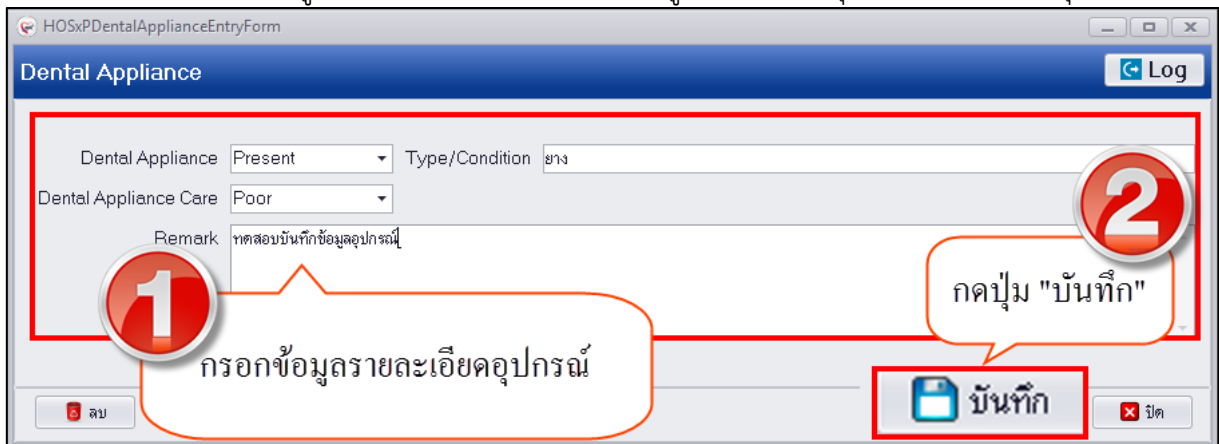 HOSxPDentalApplianceEntryForm
Dental Appliance
Log
Dental Appliance Present Type/Condition ยาง
Dental Appliance Care Poor
Remark ทดสอบบันทึกข้อมูลอุปกรณ์
1
2
กรอกข้อมูลรายละเอียดอุปกรณ์
กดปุ่ม "บันทึก"
ลบ
บันทึก
ปิด